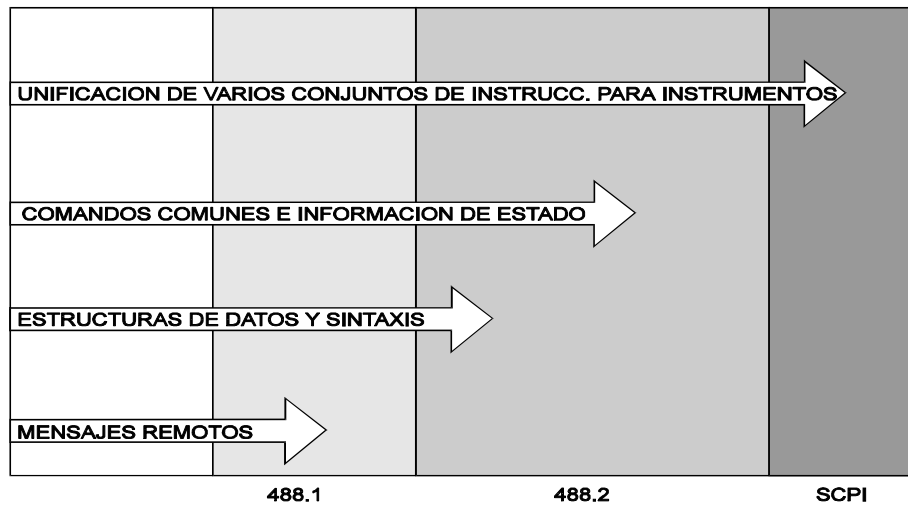 UNIFICACION DE VARIOS CONJUNTOS DE INSTRUCC. PARA INSTRUMENTOS
COMANDOS COMUNES E INFORMACION DE ESTADO
ESTRUCTURAS DE DATOS Y SINTAXIS
MENSAJES REMOTOS
488.1 488.2 SCPI